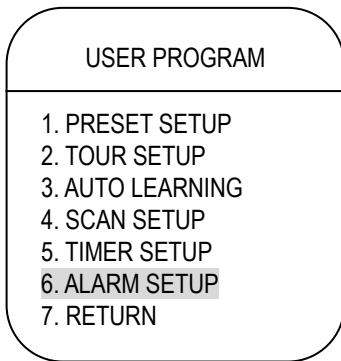 USER PROGRAM
1. PRESET SETUP
2. TOUR SETUP
3. AUTO LEARNING
4. SCAN SETUP
5. TIMER SETUP
6. ALARM SETUP
7. RETURN